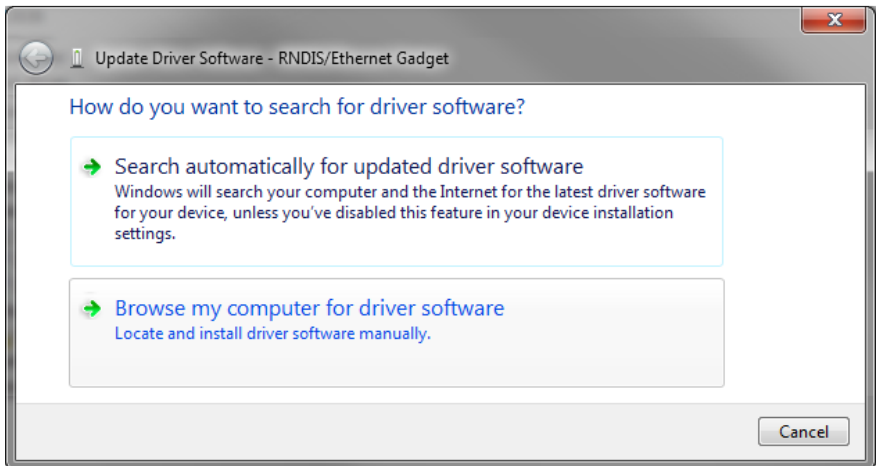 Update Driver Software - RNDIS/Ethernet Gadget
How do you want to search for driver software?
Search automatically for updated driver software
Windows will search your computer and the Internet for the latest driver software
for your device, unless you've disabled this feature in your device installation
settings.
Browse my computer for driver software
Locate and install driver software manually.
Cancel